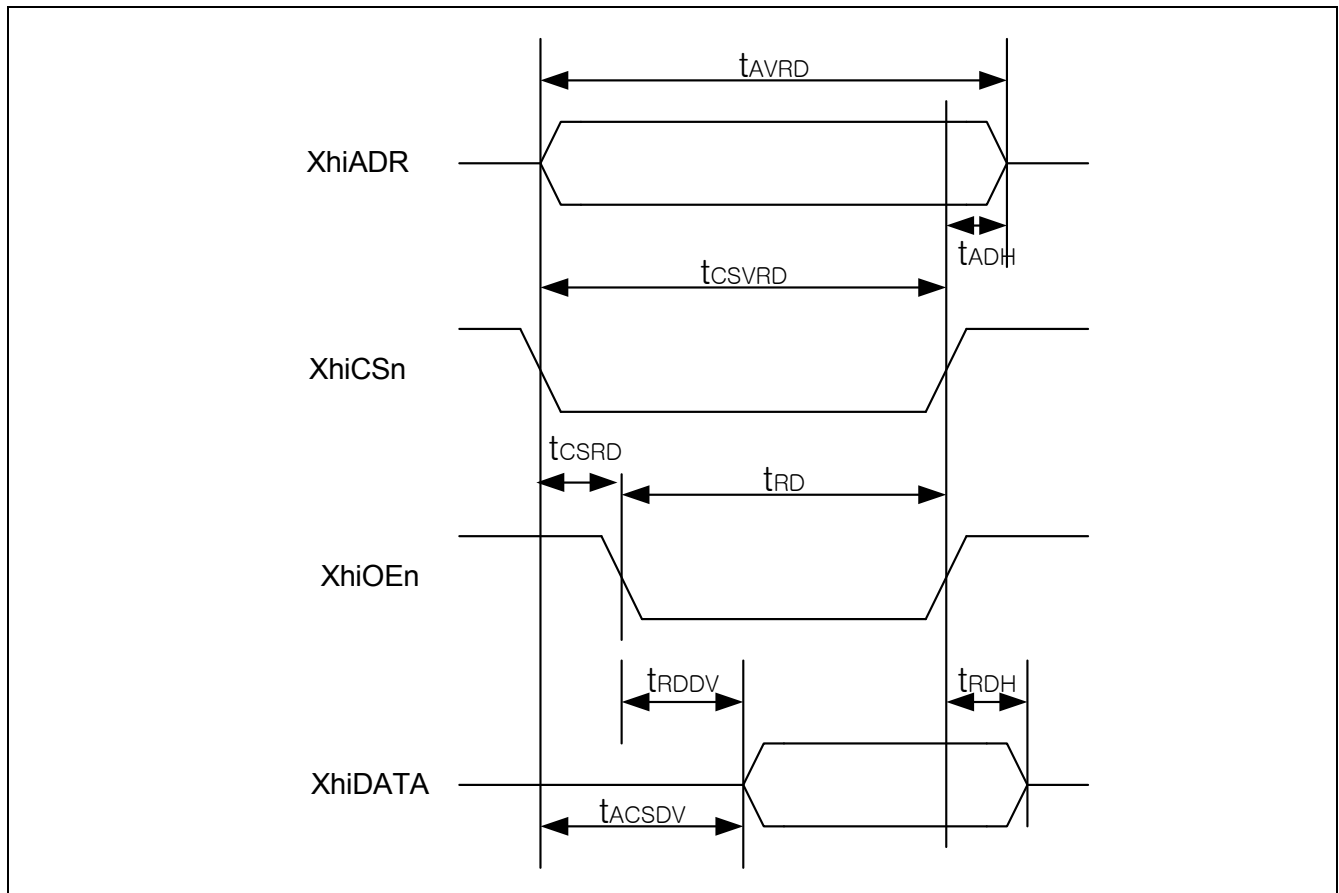 tAVRD
XhiADR
tADH
tCSVRD
XhiCSn
tCSRD
tRD
XhiOEn
tRDDV
tRDH
XhiDATA
tACSDV